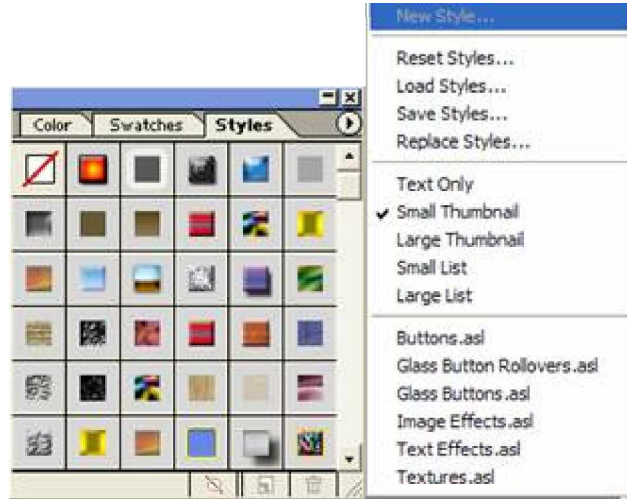 Color
Swatches
Styles
New Style...
Reset Styles...
Load Styles...
Save Styles...
Replace Styles...
Text Only
Small Thumbnail
Large Thumbnail
Small List
Large List
Buttons.asl
Glass Button Rollovers.asl
Glass Buttons.asl
Image Effects.asl
Text Effects.asl
Textures.asl